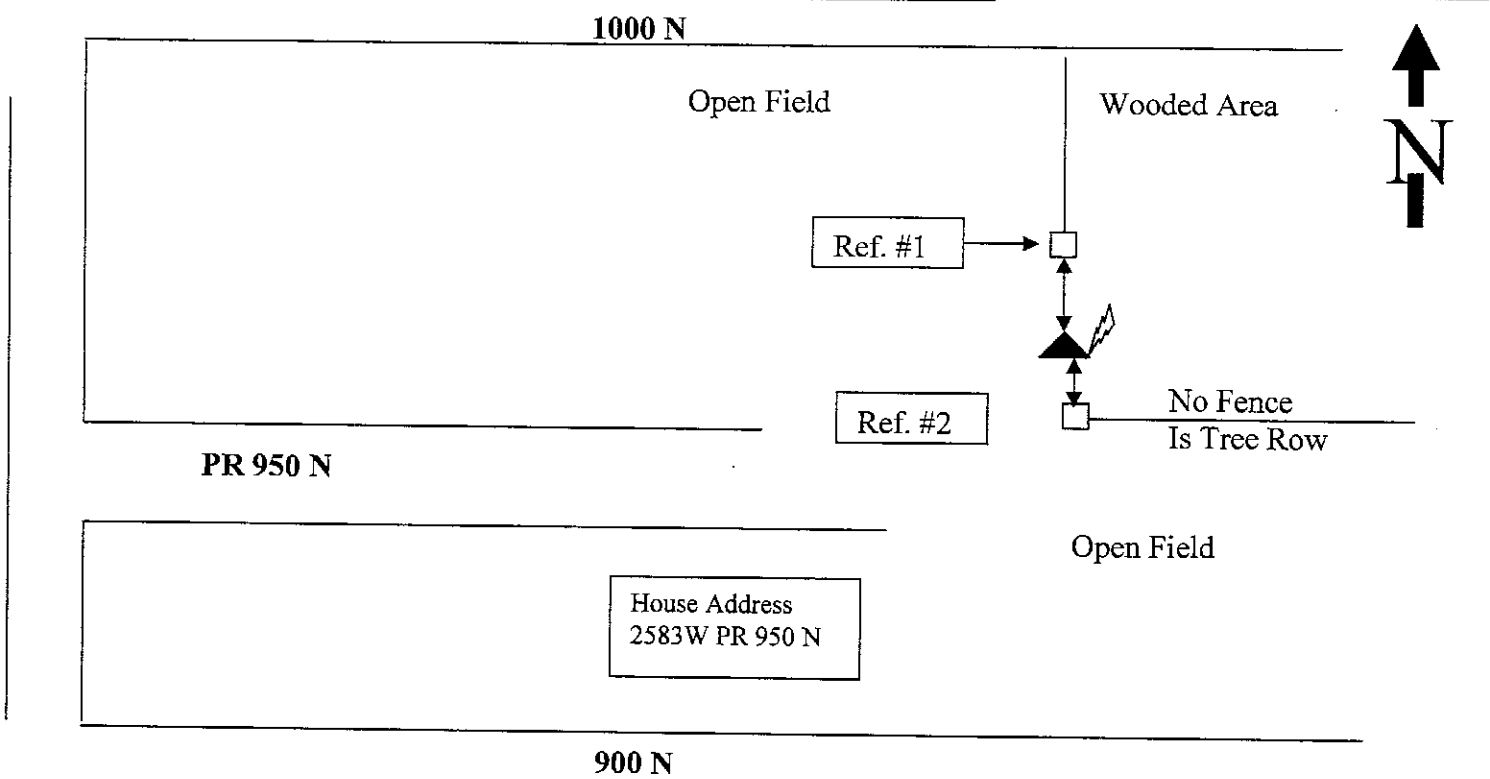 1000 N
Open Field
Wooded Area
N
Ref. #1
Ref. #2
No Fence
Is Tree Row
PR 950 N
Open Field
House Address
2583W PR 950 N
900 N